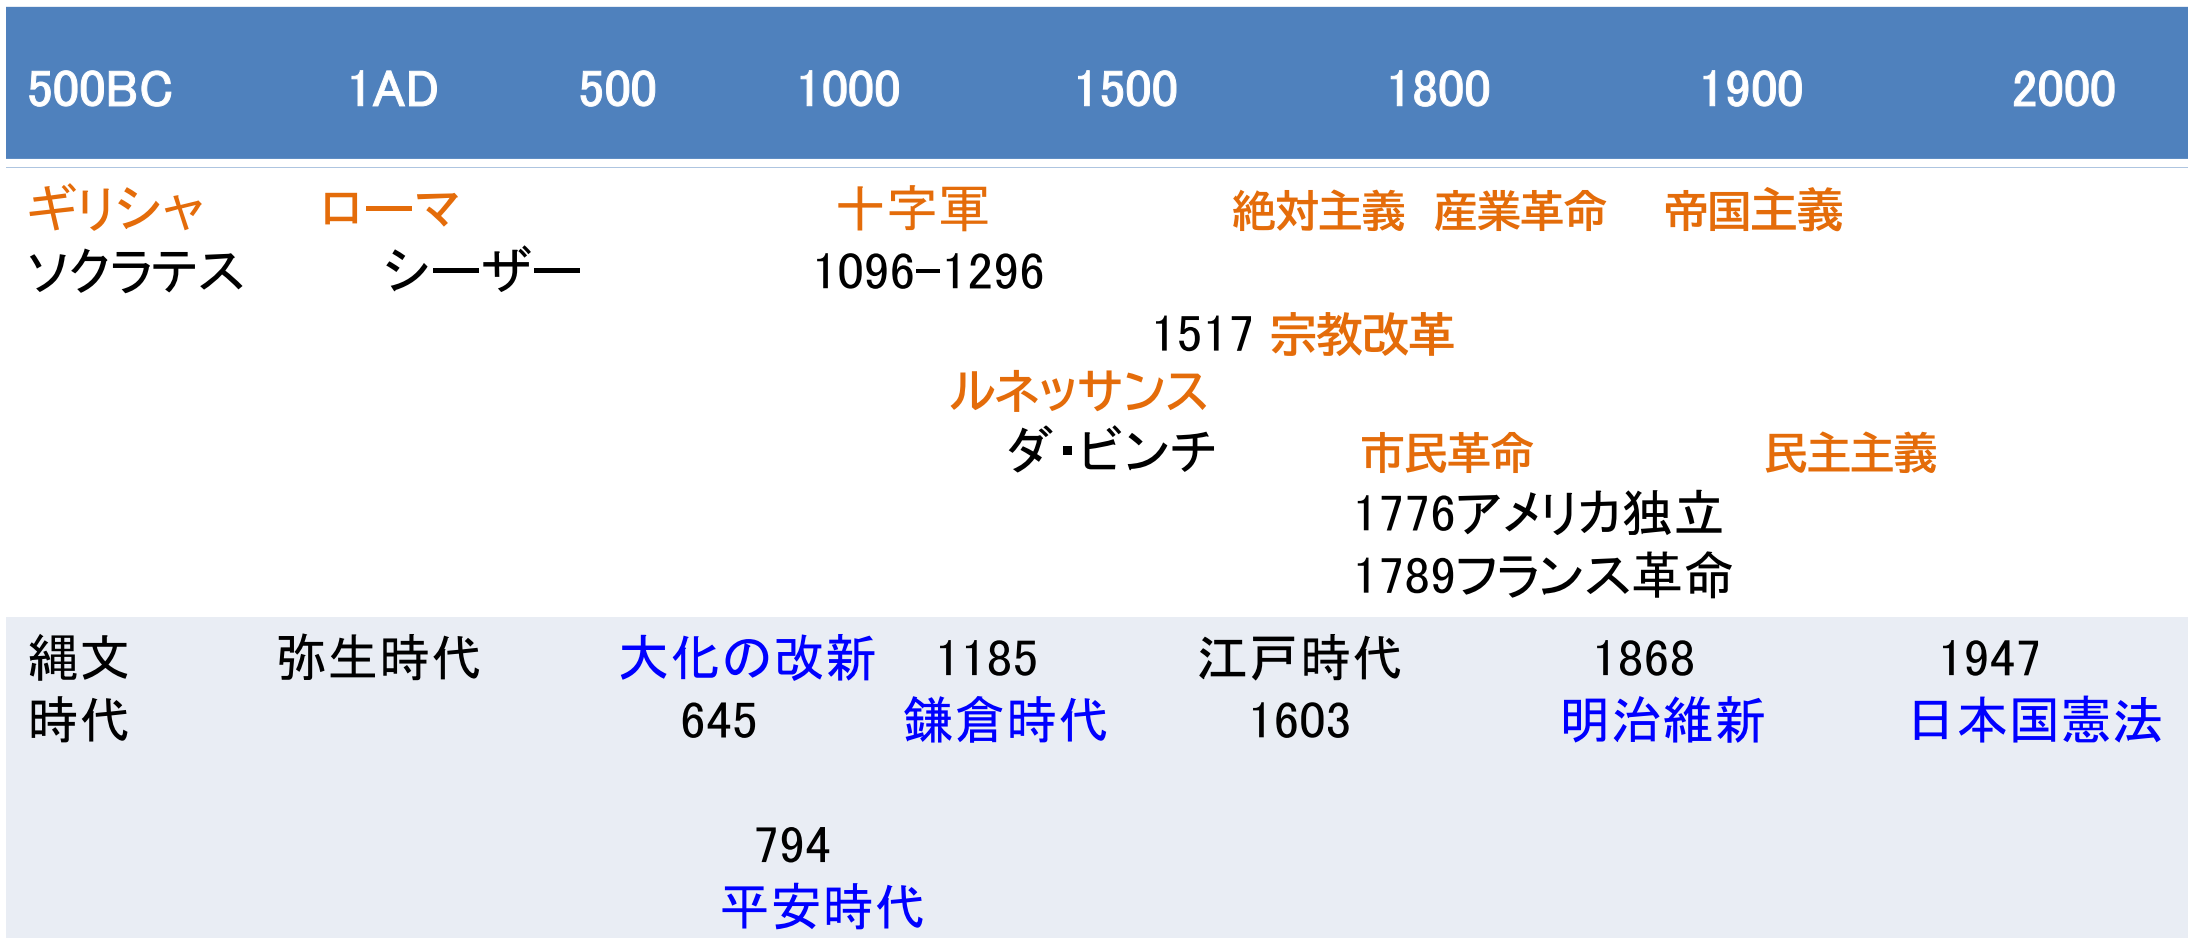 500BC 1AD 500 1000 1500 1800 1900 2000
ギリシャ ローマ 十字軍 絶対主義 産業革命 帝国主義
ソクラテス シーザー 1096-1296
1517 宗教改革
ルネッサンス
ダ・ビンチ 市民革命 民主主義
1776アメリカ独立
1789フランス革命
縄文 弥生時代 大化の改新 1185 江戸時代 1868 1947
時代 645 鎌倉時代 1603 明治維新 日本国憲法
794
平安時代